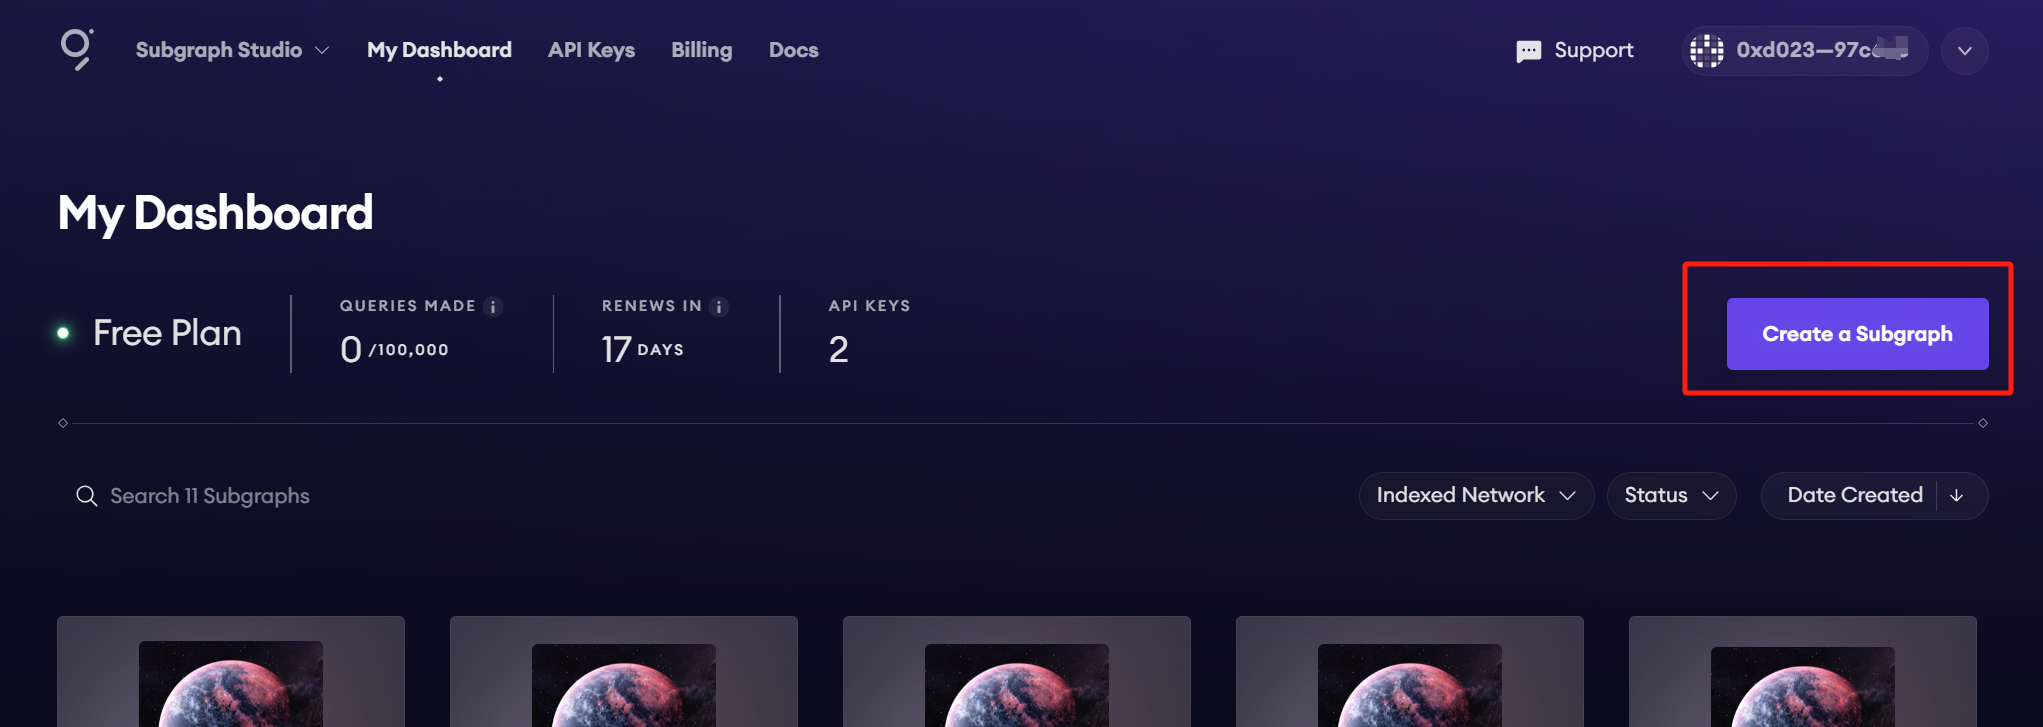 Subgraph Studio My Dashboard API Keys Billing Docs Support 0xd023—97c
My Dashboard
Free Plan
QUERIES MADE
0 /100,000
RENEWS IN
17 DAYS
API KEYS
2
Create a Subgraph
Search 11 Subgraphs Indexed Network Status Date Created